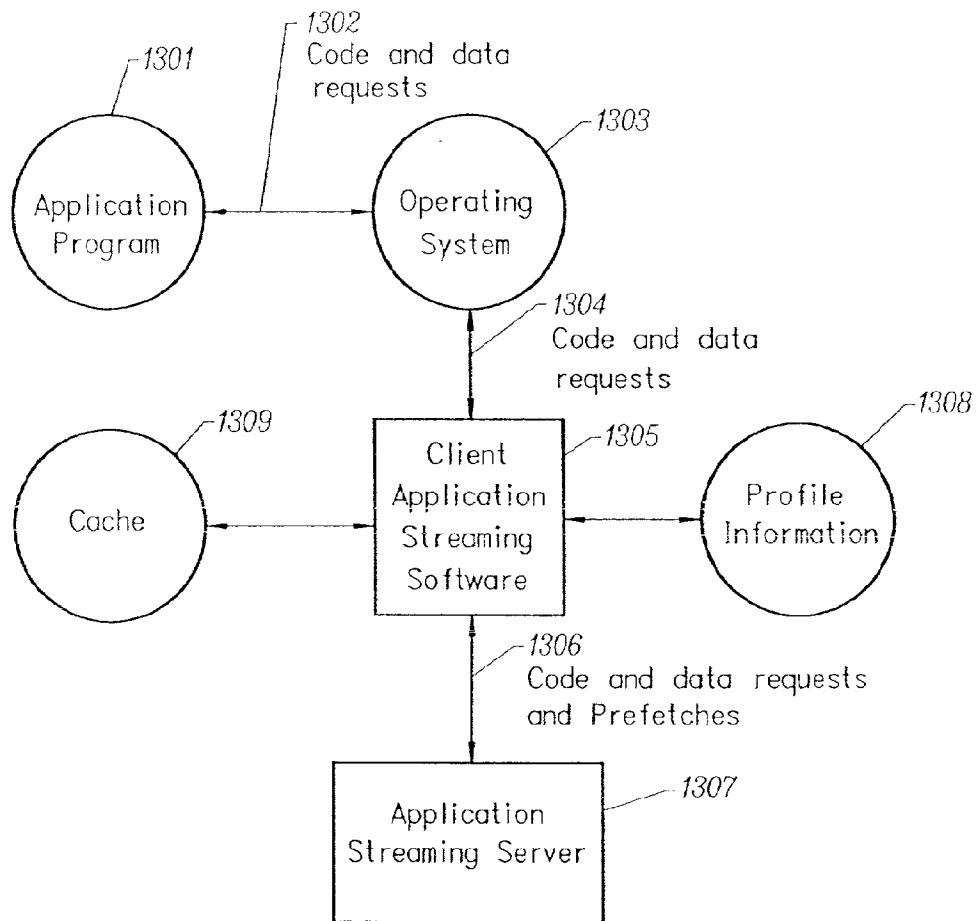 1302
Code and data
requests
1301
Application
Program
1303
Operating
System
1304
Code and data
requests
1309
Cache
1305
Client
Application
Streaming
Software
1308
Profile
Information
1306
Code and data requests
and Prefetches
1307
Application
Streaming Server